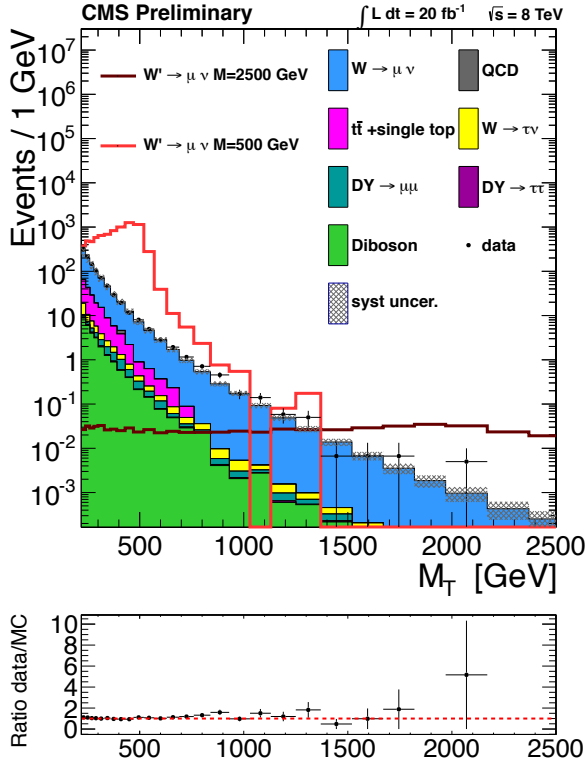 CMS Preliminary ∫ L dt = 20 fb⁻¹ √s = 8 TeV
Events / 1 GeV
10⁷
10⁶
10⁵
10⁴
10³
10²
10
1
10⁻¹
10⁻²
10⁻³
W' → μ ν M=2500 GeV
W' → μ ν M=500 GeV
W → μ ν
QCD
tt̄ +single top
W → τν
DY → μμ
DY → ττ
Diboson
data
syst uncer.
500 1000 1500 2000 2500
M_T [GeV]
Ratio data/MC
10
8
6
4
2
0
500 1000 1500 2000 2500